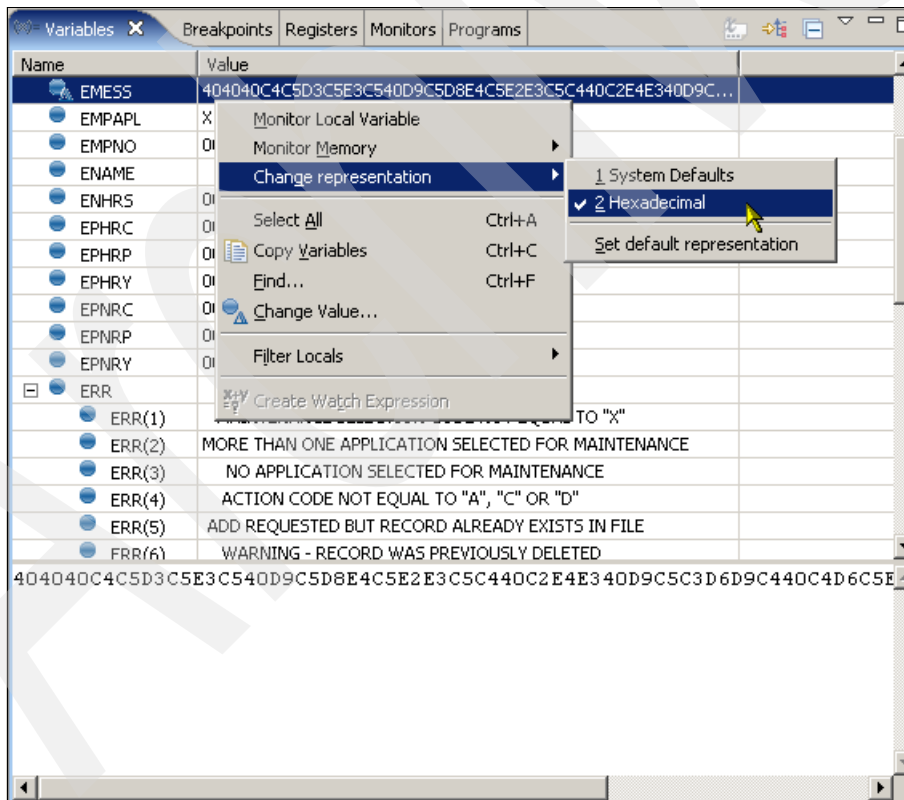 Variables Breakpoints Registers Monitors Programs
Name Value
EMESS 404040C4C5D3C5E3C540D9C5D8E4C5E2E3C5C440C2E4E340D9C...
EMPAPL X
EMPNO
ENAME
ENHRS
EPHRC
EPHRP
EPHRY
EPNRC
EPNRP
EPNRY
ERR
ERR(1) TO "X"
ERR(2) MORE THAN ONE APPLICATION SELECTED FOR MAINTENANCE
ERR(3) NO APPLICATION SELECTED FOR MAINTENANCE
ERR(4) ACTION CODE NOT EQUAL TO "A", "C" OR "D"
ERR(5) ADD REQUESTED BUT RECORD ALREADY EXISTS IN FILE
ERR(6) WARNING - RECORD WAS PREVIOUSLY DELETED
Monitor Local Variable
Monitor Memory
Change representation
Select All Ctrl+A
Copy Variables Ctrl+C
Find... Ctrl+F
Change Value...
Filter Locals
Create Watch Expression
1 System Defaults
2 Hexadecimal
Set default representation
404040C4C5D3C5E3C540D9C5D8E4C5E2E3C5C440C2E4E340D9C5C3D6D9C440C4D6C5E